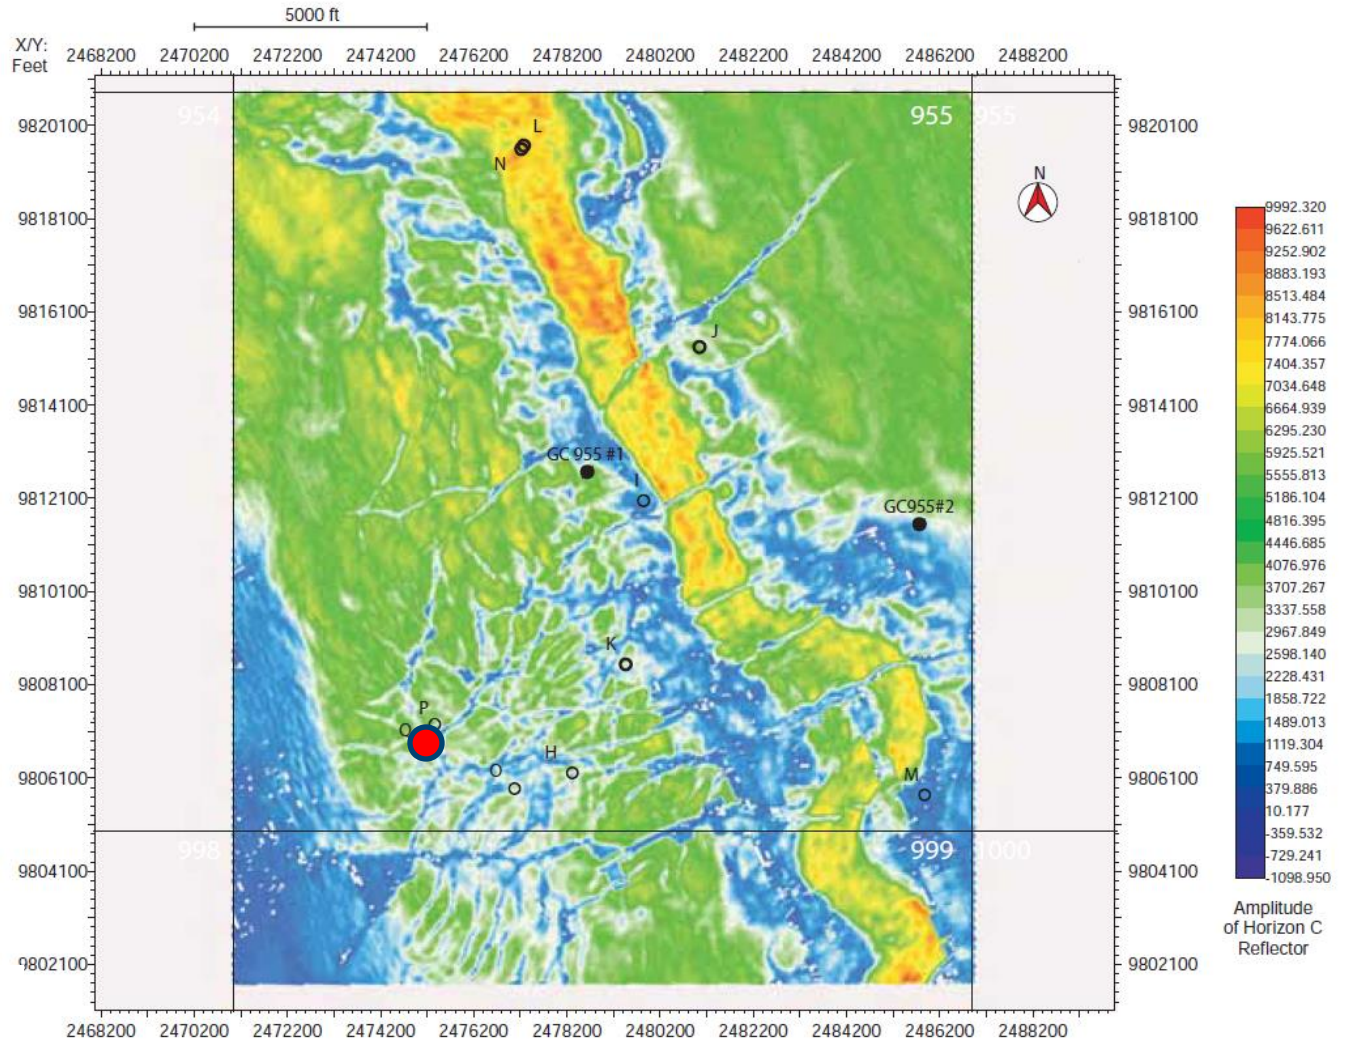 5000 ft
X/Y:
Feet
2468200 2470200 2472200 2474200 2476200 2478200 2480200 2482200 2484200 2486200 2488200
954 955 955
9820100 L 9820100
N
N
9818100 9818100
9992.320
9622.611
9252.902
8883.193
8513.484
8143.775
7774.066
7404.357
7034.648
6664.939
6295.230
5925.521
5555.813
5186.104
4816.395
4446.685
4076.976
3707.267
3337.558
2967.849
2598.140
2228.431
1858.722
1489.013
1119.304
749.595
379.886
10.177
-359.532
-729.241
-1098.950
Amplitude
of Horizon C
Reflector
9816100 9816100
J
9814100 9814100
GC 955 #1
I
9812100 9812100
GC955#2
9810100 9810100
K
9808100 9808100
P
Q
H
O
M
9806100 9806100
998 999 1000
9804100 9804100
9802100 9802100
2468200 2470200 2472200 2474200 2476200 2478200 2480200 2482200 2484200 2486200 2488200